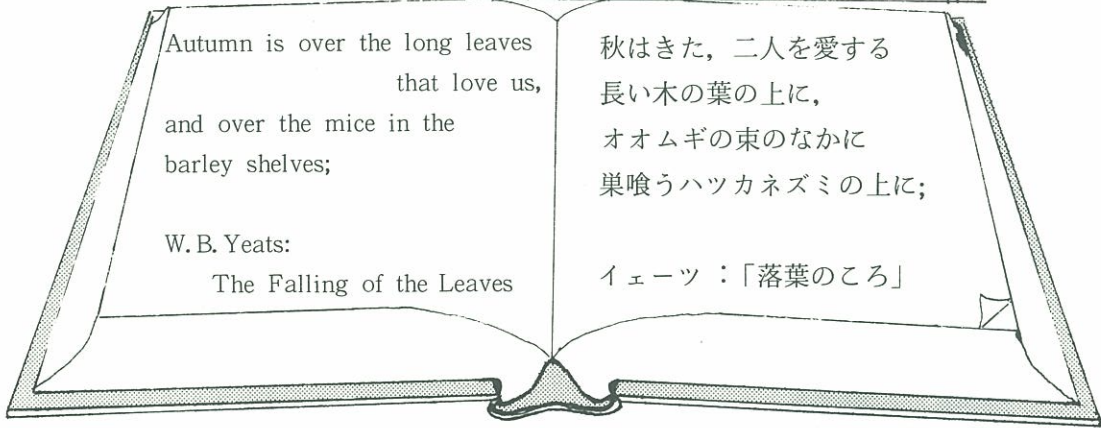 Autumn is over the long leaves
that love us,
and over the mice in the
barley shelves;
W. B. Yeats:
The Falling of the Leaves
秋はきた，二人を愛する
長い木の葉の上に，
オオムギの束のなかに
巣喰うハツカネズミの上に；
イェーツ：「落葉のころ」